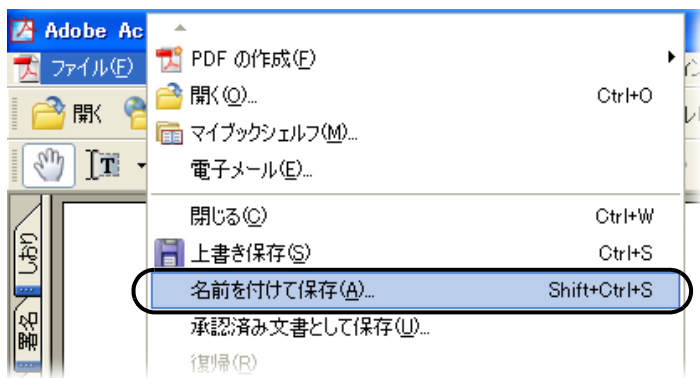 Adobe Ac
ファイル(F)
PDF の作成(F)
開く(O)... Ctrl+O
マイブックシェルフ(M)...
電子メール(E)...
閉じる(C) Ctrl+W
上書き保存(S) Ctrl+S
名前を付けて保存(A)... Shift+Ctrl+S
承認済み文書として保存(U)...
復帰(R)
開く
T
しおり
署名